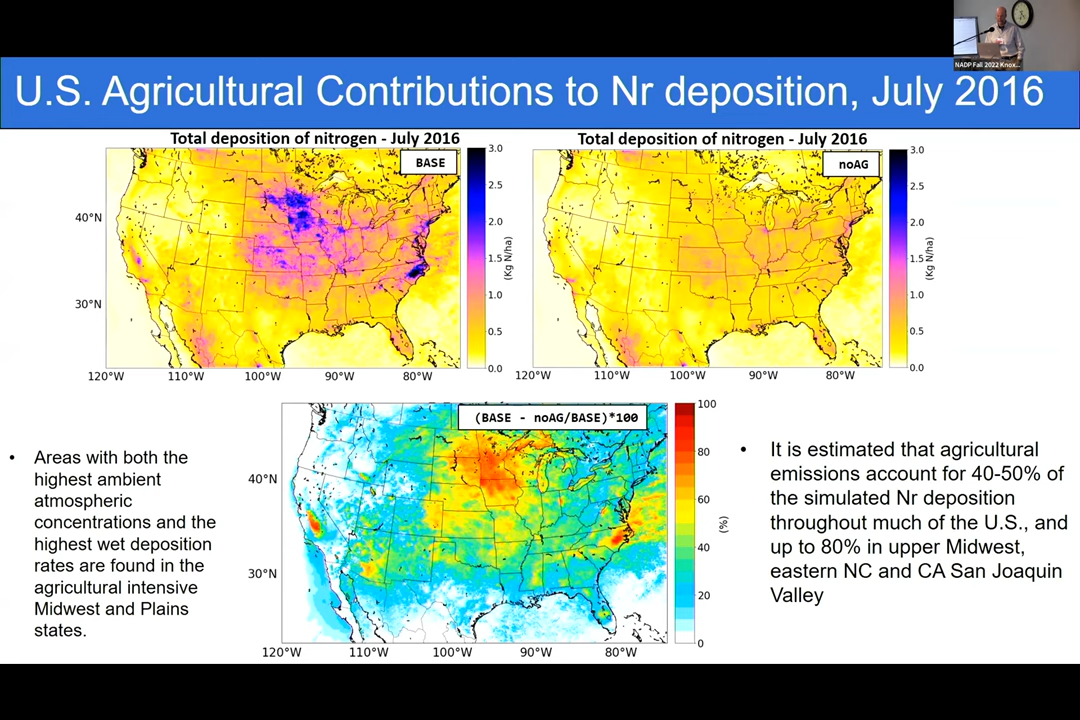 NADP Fall 2022 Knox...
U.S. Agricultural Contributions to Nr deposition, July 2016
Total deposition of nitrogen - July 2016
BASE
3.0
2.5
2.0
1.5
1.0
0.5
0.0
(Kg N/ha)
40°N
30°N
120°W
110°W
100°W
90°W
80°W
Total deposition of nitrogen - July 2016
noAG
3.0
2.5
2.0
1.5
1.0
0.5
0.0
(Kg N/ha)
120°W
110°W
100°W
90°W
80°W
• Areas with both the
highest ambient
atmospheric
concentrations and the
highest wet deposition
rates are found in the
agricultural intensive
Midwest and Plains
states.
(BASE - noAG/BASE)*100
100
80
60
40
20
0
(%)
40°N
30°N
120°W
110°W
100°W
90°W
80°W
• It is estimated that agricultural
emissions account for 40-50% of
the simulated Nr deposition
throughout much of the U.S., and
up to 80% in upper Midwest,
eastern NC and CA San Joaquin
Valley